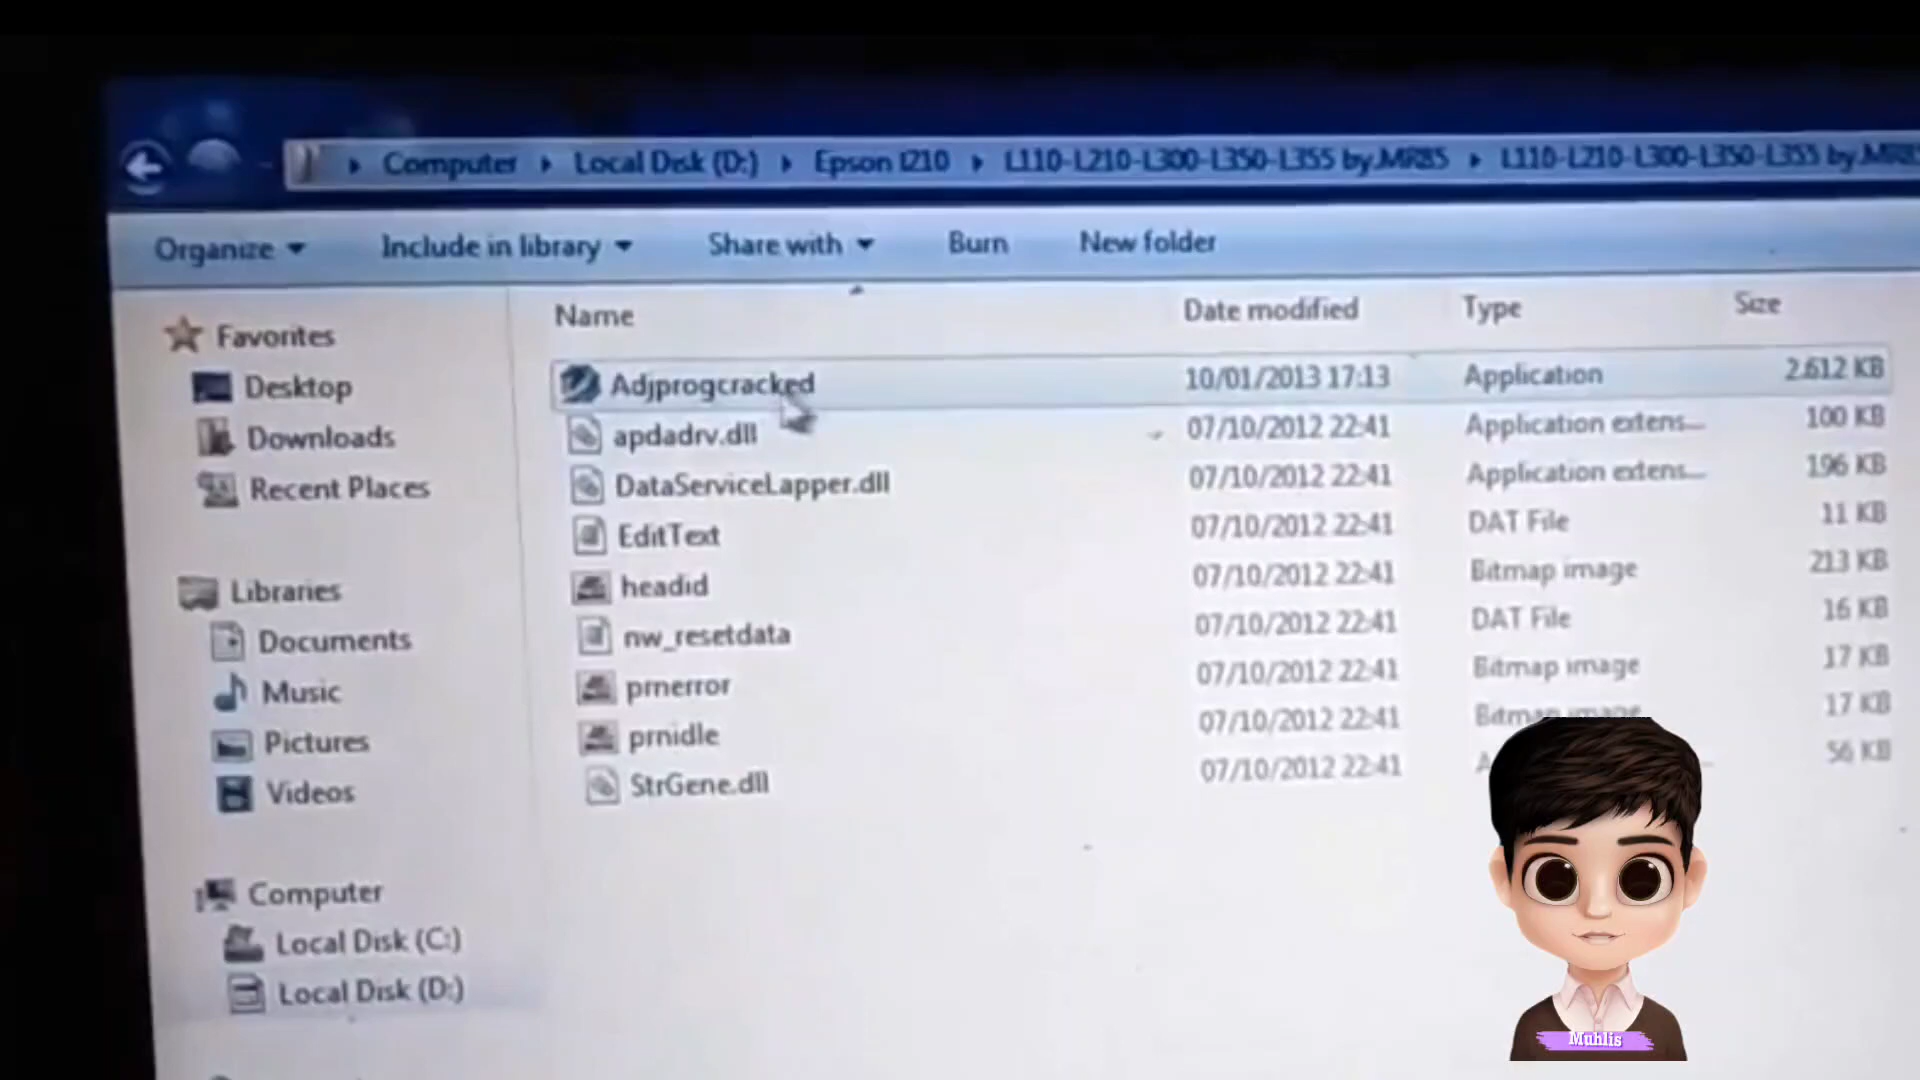 Computer Local Disk (D:) Epson l210 L110-L210-L300-L350-L355 by.MR85 L110-L210-L300-L350-L355 by.MR85
Organize Include in library Share with Burn New folder
Name Date modified Type Size
Favorites
Desktop
Downloads
Recent Places
Libraries
Documents
Music
Pictures
Videos
Computer
Local Disk (C:)
Local Disk (D:)
Adjprogcracked 10/01/2013 17:13 Application 2.612 KB
apdadrv.dll 07/10/2012 22:41 Application extens... 100 KB
DataServiceLapper.dll 07/10/2012 22:41 Application extens... 196 KB
EditText 07/10/2012 22:41 DAT File 11 KB
headid 07/10/2012 22:41 Bitmap image 213 KB
nw_resetdata 07/10/2012 22:41 DAT File 16 KB
prnerror 07/10/2012 22:41 Bitmap image 17 KB
prnidle 07/10/2012 22:41 Bitmap image 17 KB
StrGene.dll 07/10/2012 22:41 56 KB
Muhlis